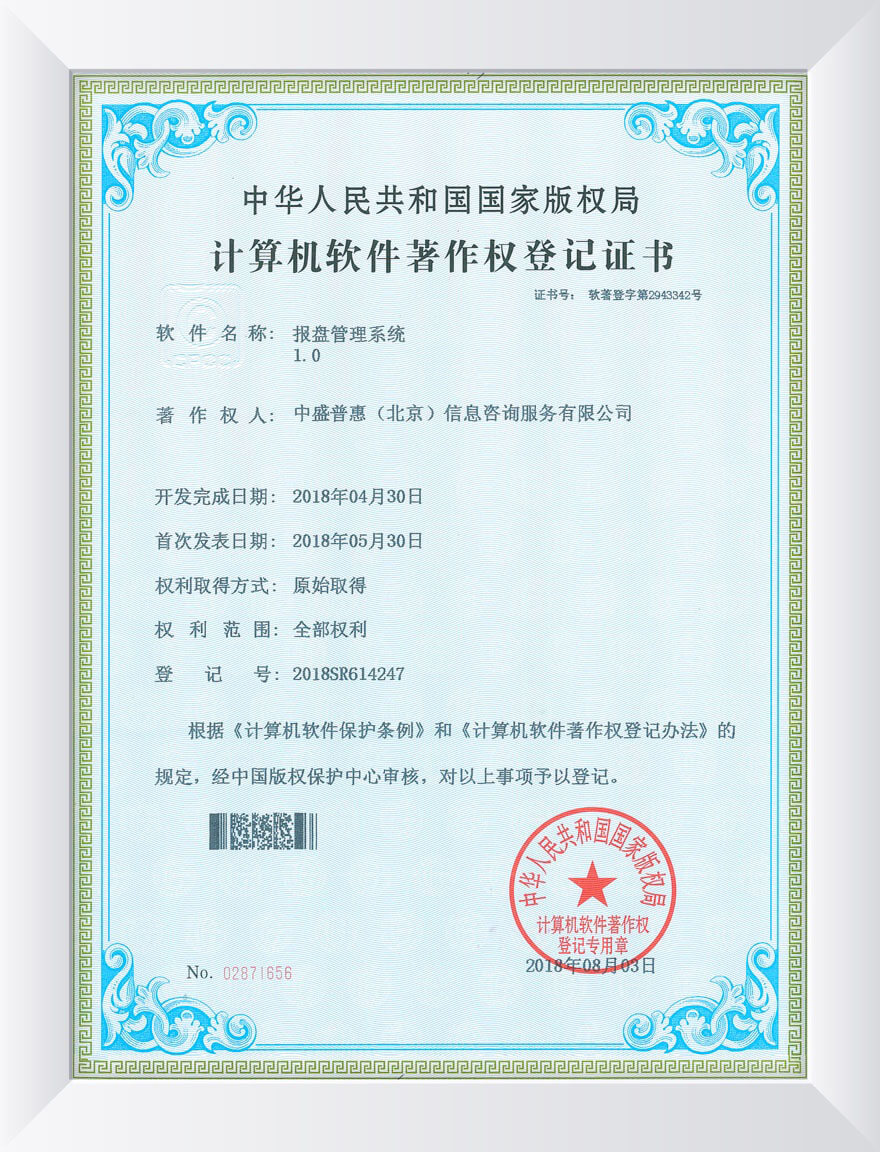 中华人民共和国国家版权局
计算机软件著作权登记证书
证书号： 软著登字第2943342号
软件名称： 报盘管理系统
1.0
著作权人： 中盛普惠（北京）信息咨询服务有限公司
开发完成日期： 2018年04月30日
首次发表日期： 2018年05月30日
权利取得方式： 原始取得
权利范围： 全部权利
登记号： 2018SR614247
根据《计算机软件保护条例》和《计算机软件著作权登记办法》的
规定，经中国版权保护中心审核，对以上事项予以登记。
中华人民共和国国家版权局
计算机软件著作权
登记专用章
2018年08月03日
No. 02871656